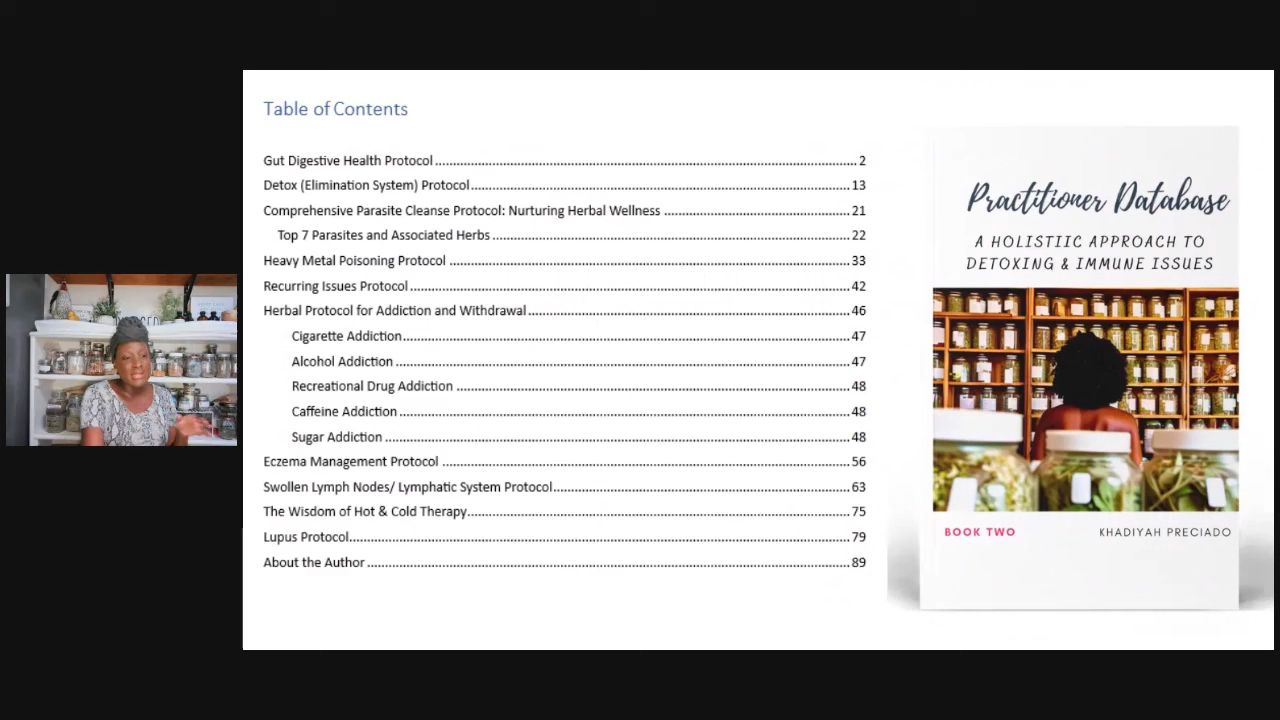 Table of Contents
Gut Digestive Health Protocol 2
Detox (Elimination System) Protocol 13
Comprehensive Parasite Cleanse Protocol: Nurturing Herbal Wellness 21
Top 7 Parasites and Associated Herbs 22
Heavy Metal Poisoning Protocol 33
Recurring Issues Protocol 42
Herbal Protocol for Addiction and Withdrawal 46
Cigarette Addiction 47
Alcohol Addiction 47
Recreational Drug Addiction 48
Caffeine Addiction 48
Sugar Addiction 48
Eczema Management Protocol 56
Swollen Lymph Nodes/ Lymphatic System Protocol 63
The Wisdom of Hot & Cold Therapy 75
Lupus Protocol 79
About the Author 89
Practitioner Database
A HOLISTIIC APPROACH TO
DETOXING & IMMUNE ISSUES
BOOK TWO
KHADIYAH PRECIADO